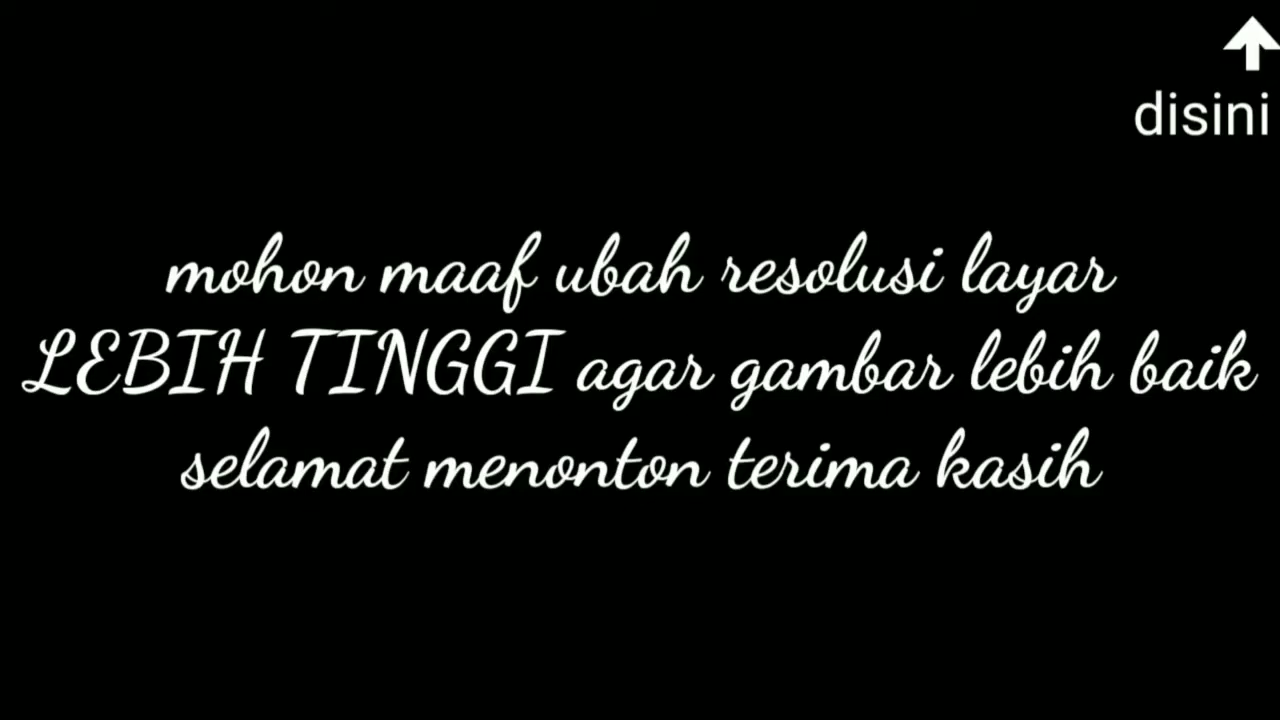 disini
mohon maaf ubah resolusi layar
LEBIH TINGGI agar gambar lebih baik
selamat menonton terima kasih